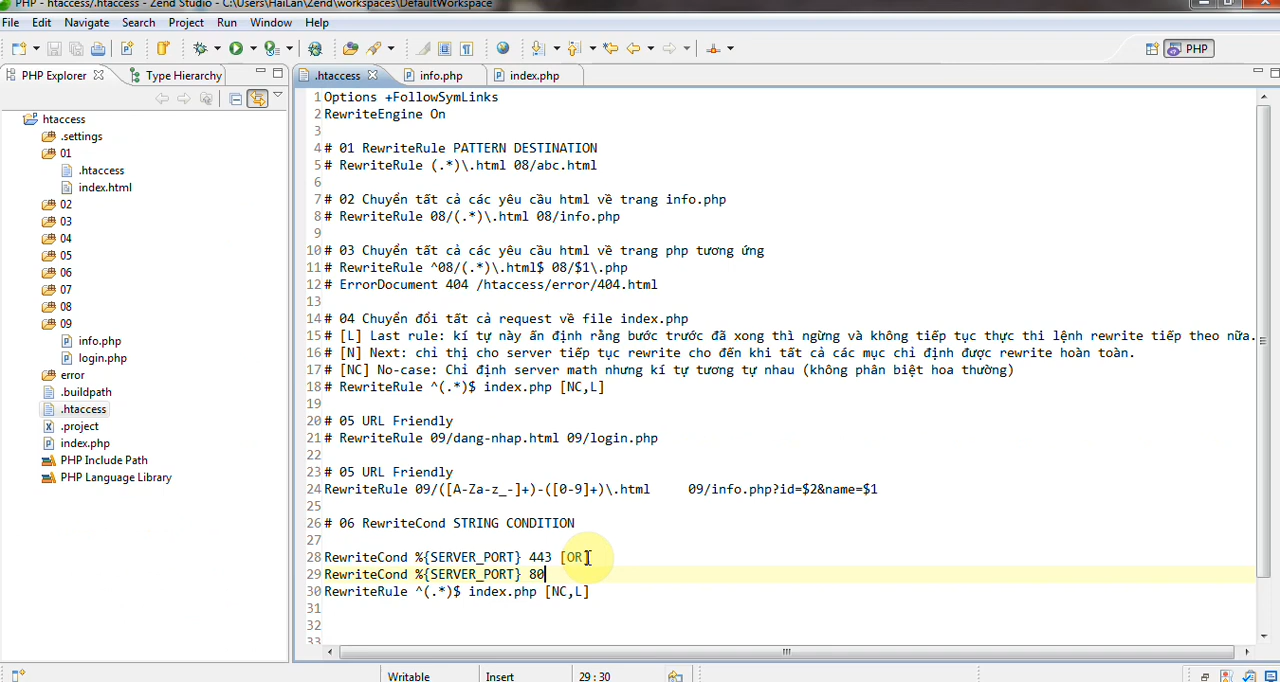 PHP - htaccess/.htaccess - Zend Studio - C:\Users\HaiLan\Zend\workspaces\DefaultWorkspace
File Edit Navigate Search Project Run Window Help
PHP
PHP Explorer Type Hierarchy
.htaccess info.php index.php
htaccess
.settings
01
.htaccess
index.html
02
03
04
05
06
07
08
09
info.php
login.php
error
.buildpath
.htaccess
.project
index.php
PHP Include Path
PHP Language Library
1 Options +FollowSymLinks
2 RewriteEngine On
3
4 # 01 RewriteRule PATTERN DESTINATION
5 # RewriteRule (.*)\.html 08/abc.html
6
7 # 02 Chuyển tất cả các yêu cầu html về trang info.php
8 # RewriteRule 08/(.*)\.html 08/info.php
9
10 # 03 Chuyển tất cả các yêu cầu html về trang php tương ứng
11 # RewriteRule ^08/(.*)\.html$ 08/$1\.php
12 # ErrorDocument 404 /htaccess/error/404.html
13
14 # 04 Chuyển đổi tất cả request về file index.php
15 # [L] Last rule: kí tự này ấn định rằng bước trước đã xong thì ngừng và không tiếp tục thực thi lệnh rewrite tiếp theo nữa.
16 # [N] Next: chỉ thị cho server tiếp tục rewrite cho đến khi tất cả các mục chỉ định được rewrite hoàn toàn.
17 # [NC] No-case: Chỉ định server math nhưng kí tự tương tự nhau (không phân biệt hoa thường)
18 # RewriteRule ^(.*)$ index.php [NC,L]
19
20 # 05 URL Friendly
21 # RewriteRule 09/dang-nhap.html 09/login.php
22
23 # 05 URL Friendly
24 RewriteRule 09/([A-Za-z_-]+)-([0-9]+)\.html 09/info.php?id=$2&name=$1
25
26 # 06 RewriteCond STRING CONDITION
27
28 RewriteCond %{SERVER_PORT} 443 [OR]
29 RewriteCond %{SERVER_PORT} 80
30 RewriteRule ^(.*)$ index.php [NC,L]
31
32
33
Writable Insert 29 : 30